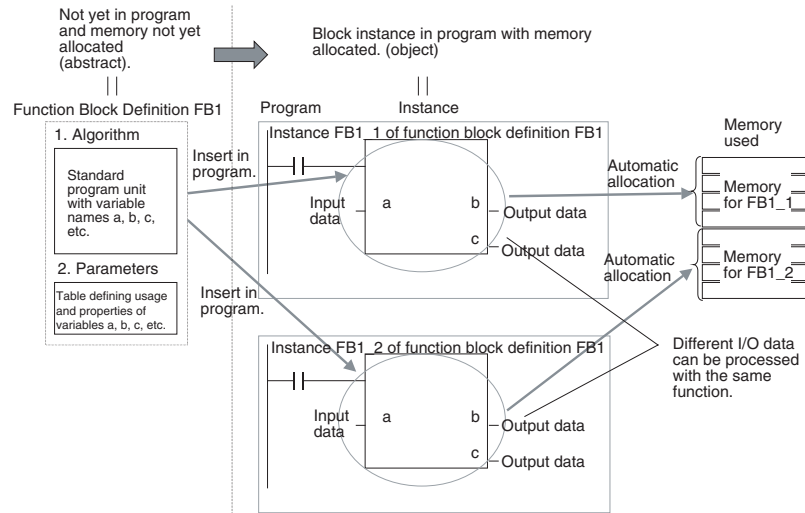 Not yet in program
and memory not yet
allocated
(abstract).
Block instance in program with memory
allocated. (object)
Function Block Definition FB1
1. Algorithm
Standard
program unit
with variable
names a, b, c,
etc.
2. Parameters
Table defining usage
and properties of
variables a, b, c, etc.
Insert in
program.
Insert in
program.
Program
Instance
Instance FB1_1 of function block definition FB1
Input
data
a
b
Output data
c
Output data
Instance FB1_2 of function block definition FB1
Input
data
a
b
Output data
c
Output data
Automatic
allocation
Automatic
allocation
Memory
used
Memory
for FB1_1
Memory
for FB1_2
Different I/O data
can be processed
with the same
function.